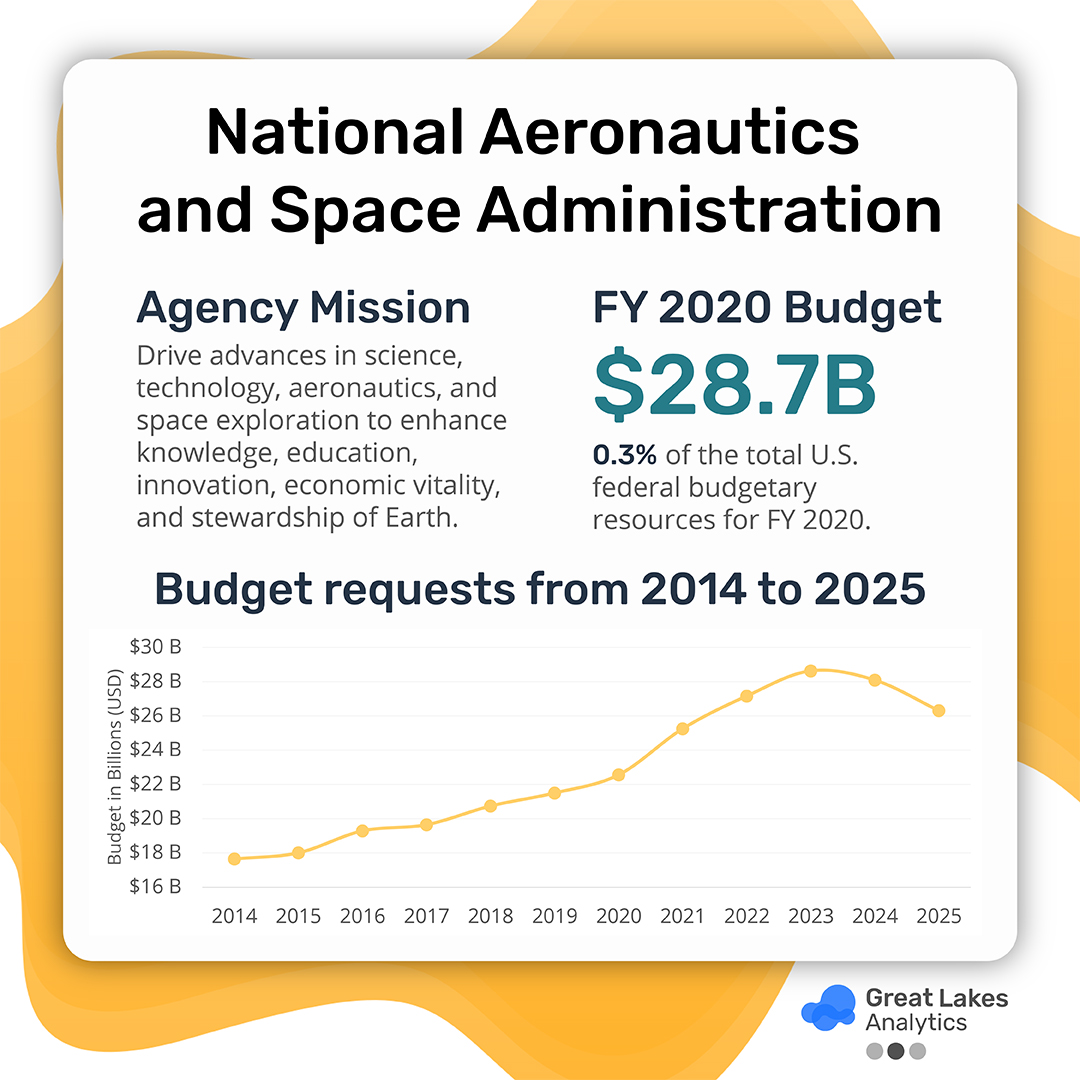 National Aeronautics
and Space Administration
Agency Mission
Drive advances in science,
technology, aeronautics, and
space exploration to enhance
knowledge, education,
innovation, economic vitality,
and stewardship of Earth.
FY 2020 Budget
$28.7B
0.3% of the total U.S.
federal budgetary
resources for FY 2020.
Budget requests from 2014 to 2025
Budget in Billions (USD)
$30 B
$28 B
$26 B
$24 B
$22 B
$20 B
$18 B
$16 B
2014 2015 2016 2017 2018 2019 2020 2021 2022 2023 2024 2025
Great Lakes
Analytics